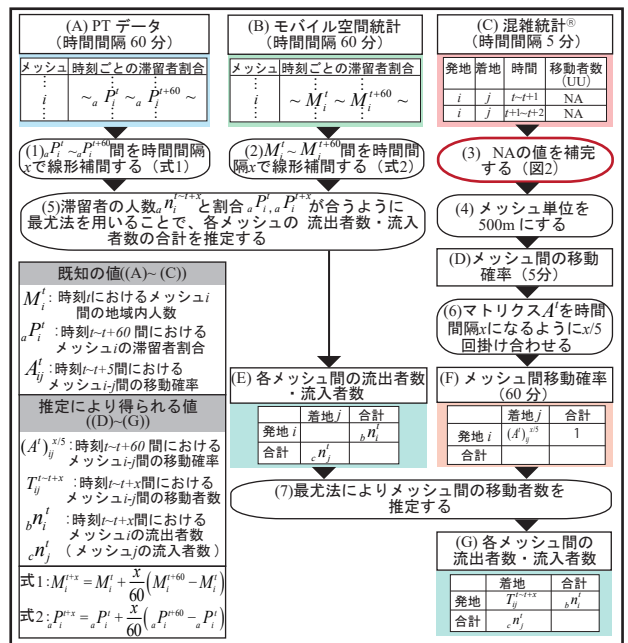 (A) PT データ
(時間間隔 60 分)
メッシュ 時刻ごとの滞留者割合
⋮ ⋮ ⋮
i ~ₐPᵢᵗ ~ₐPᵢᵗ⁺⁶⁰ ~
⋮ ⋮ ⋮
(B) モバイル空間統計
(時間間隔 60 分)
メッシュ 時刻ごとの滞留者割合
⋮ ⋮ ⋮
i ~ Mᵢᵗ ~ Mᵢᵗ⁺⁶⁰ ~
⋮ ⋮ ⋮
(C) 混雑統計®
(時間間隔 5 分)
発地 着地 時間 移動者数
(UU)
i j t~t+1 NA
i j t+1~t+2 NA
(1)ₐPᵢᵗ ~ₐPᵢᵗ⁺⁶⁰間を時間間隔
xで線形補間する (式1)
(2)Mᵢᵗ ~ Mᵢᵗ⁺⁶⁰間を時間間
隔xで線形補間する (式2)
(3) NAの値を補完
する (図2)
(4) メッシュ単位を
500m にする
(5)滞留者の人数ₐnᵢᵗ~ᵗ⁺ˣと割合 ₐPᵢᵗ,ₐPᵢᵗ⁺ˣが合うように
最尤法を用いることで、各メッシュの 流出者数・流入
者数の合計を推定する
(D)メッシュ間の移動
確率(5分)
(6)マトリクスAᵗを時間
間隔xになるようにx/5
回掛け合わせる
既知の値((A)~ (C))
Mᵢᵗ : 時刻tにおけるメッシュi
間の地域内人数
ₐPᵢᵗ : 時刻t~t+60 間における
メッシュiの滞留者割合
Aᵢⱼᵗ : 時刻t~t+5間における
メッシュi-j間の移動確率
推定により得られる値
((D)~(G))
(Aᵗ)ᵢⱼˣ/⁵ : 時刻t~t+60 間における
メッシュi-j間の移動確率
Tᵢⱼᵗ~ᵗ⁺ˣ : 時刻t~t+x間における
メッシュi-j間の移動者数
_b nᵢᵗ : 時刻t~t+x間における
メッシュiの流出者数
_c nⱼᵗ ( メッシュjの流入者数 )
式1 : Mᵢᵗ⁺ˣ = Mᵢᵗ + x/60 (Mᵢᵗ⁺⁶⁰ − Mᵢᵗ)
式2 : ₐPᵢᵗ⁺ˣ = ₐPᵢᵗ + x/60 (ₐPᵢᵗ⁺⁶⁰ − ₐPᵢᵗ)
(E) 各メッシュ間の流出者数
・流入者数
着地 j 合計
発地 i _b nᵢᵗ
合計 _c nⱼᵗ
(F) メッシュ間移動確率
(60 分)
着地 j 合計
発地 i (Aᵗ)ᵢⱼˣ/⁵ 1
合計
(7)最尤法によりメッシュ間の移動者数を
推定する
(G) 各メッシュ間の
流出者数・流入者数
着地 合計
発地 Tᵢⱼᵗ~ᵗ⁺ˣ _b nᵢᵗ
合計 _c nⱼᵗ